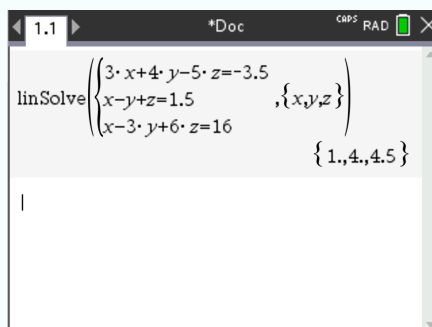 1.1 *Doc CAPS RAD
3·x+4·y−5·z=−3.5
linSolve({x−y+z=1.5 ,{x,y,z})
x−3·y+6·z=16
{1.,4.,4.5}